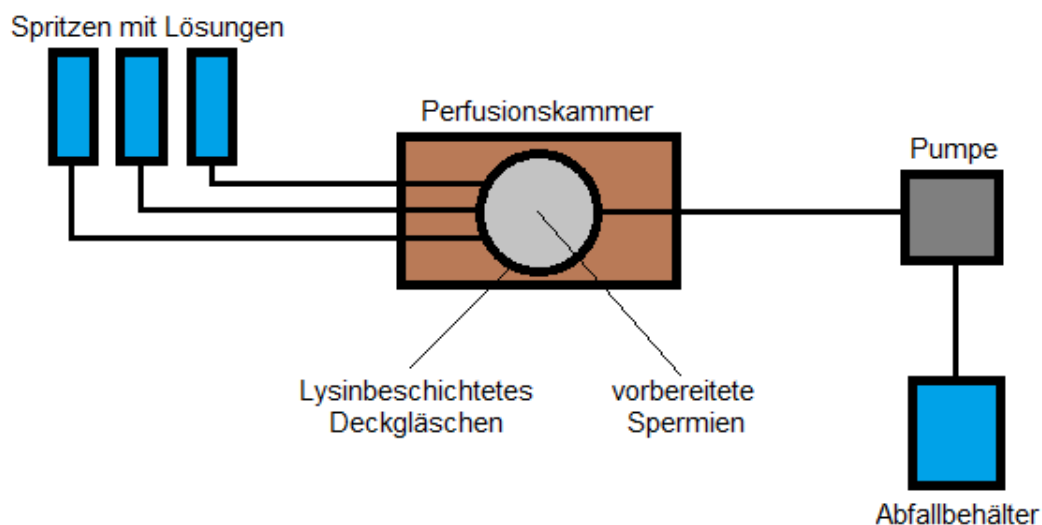 Spritzen mit Lösungen
Perfusionskammer
Pumpe
Lysinbeschichtetes
Deckgläschen
vorbereitete
Spermien
Abfallbehälter